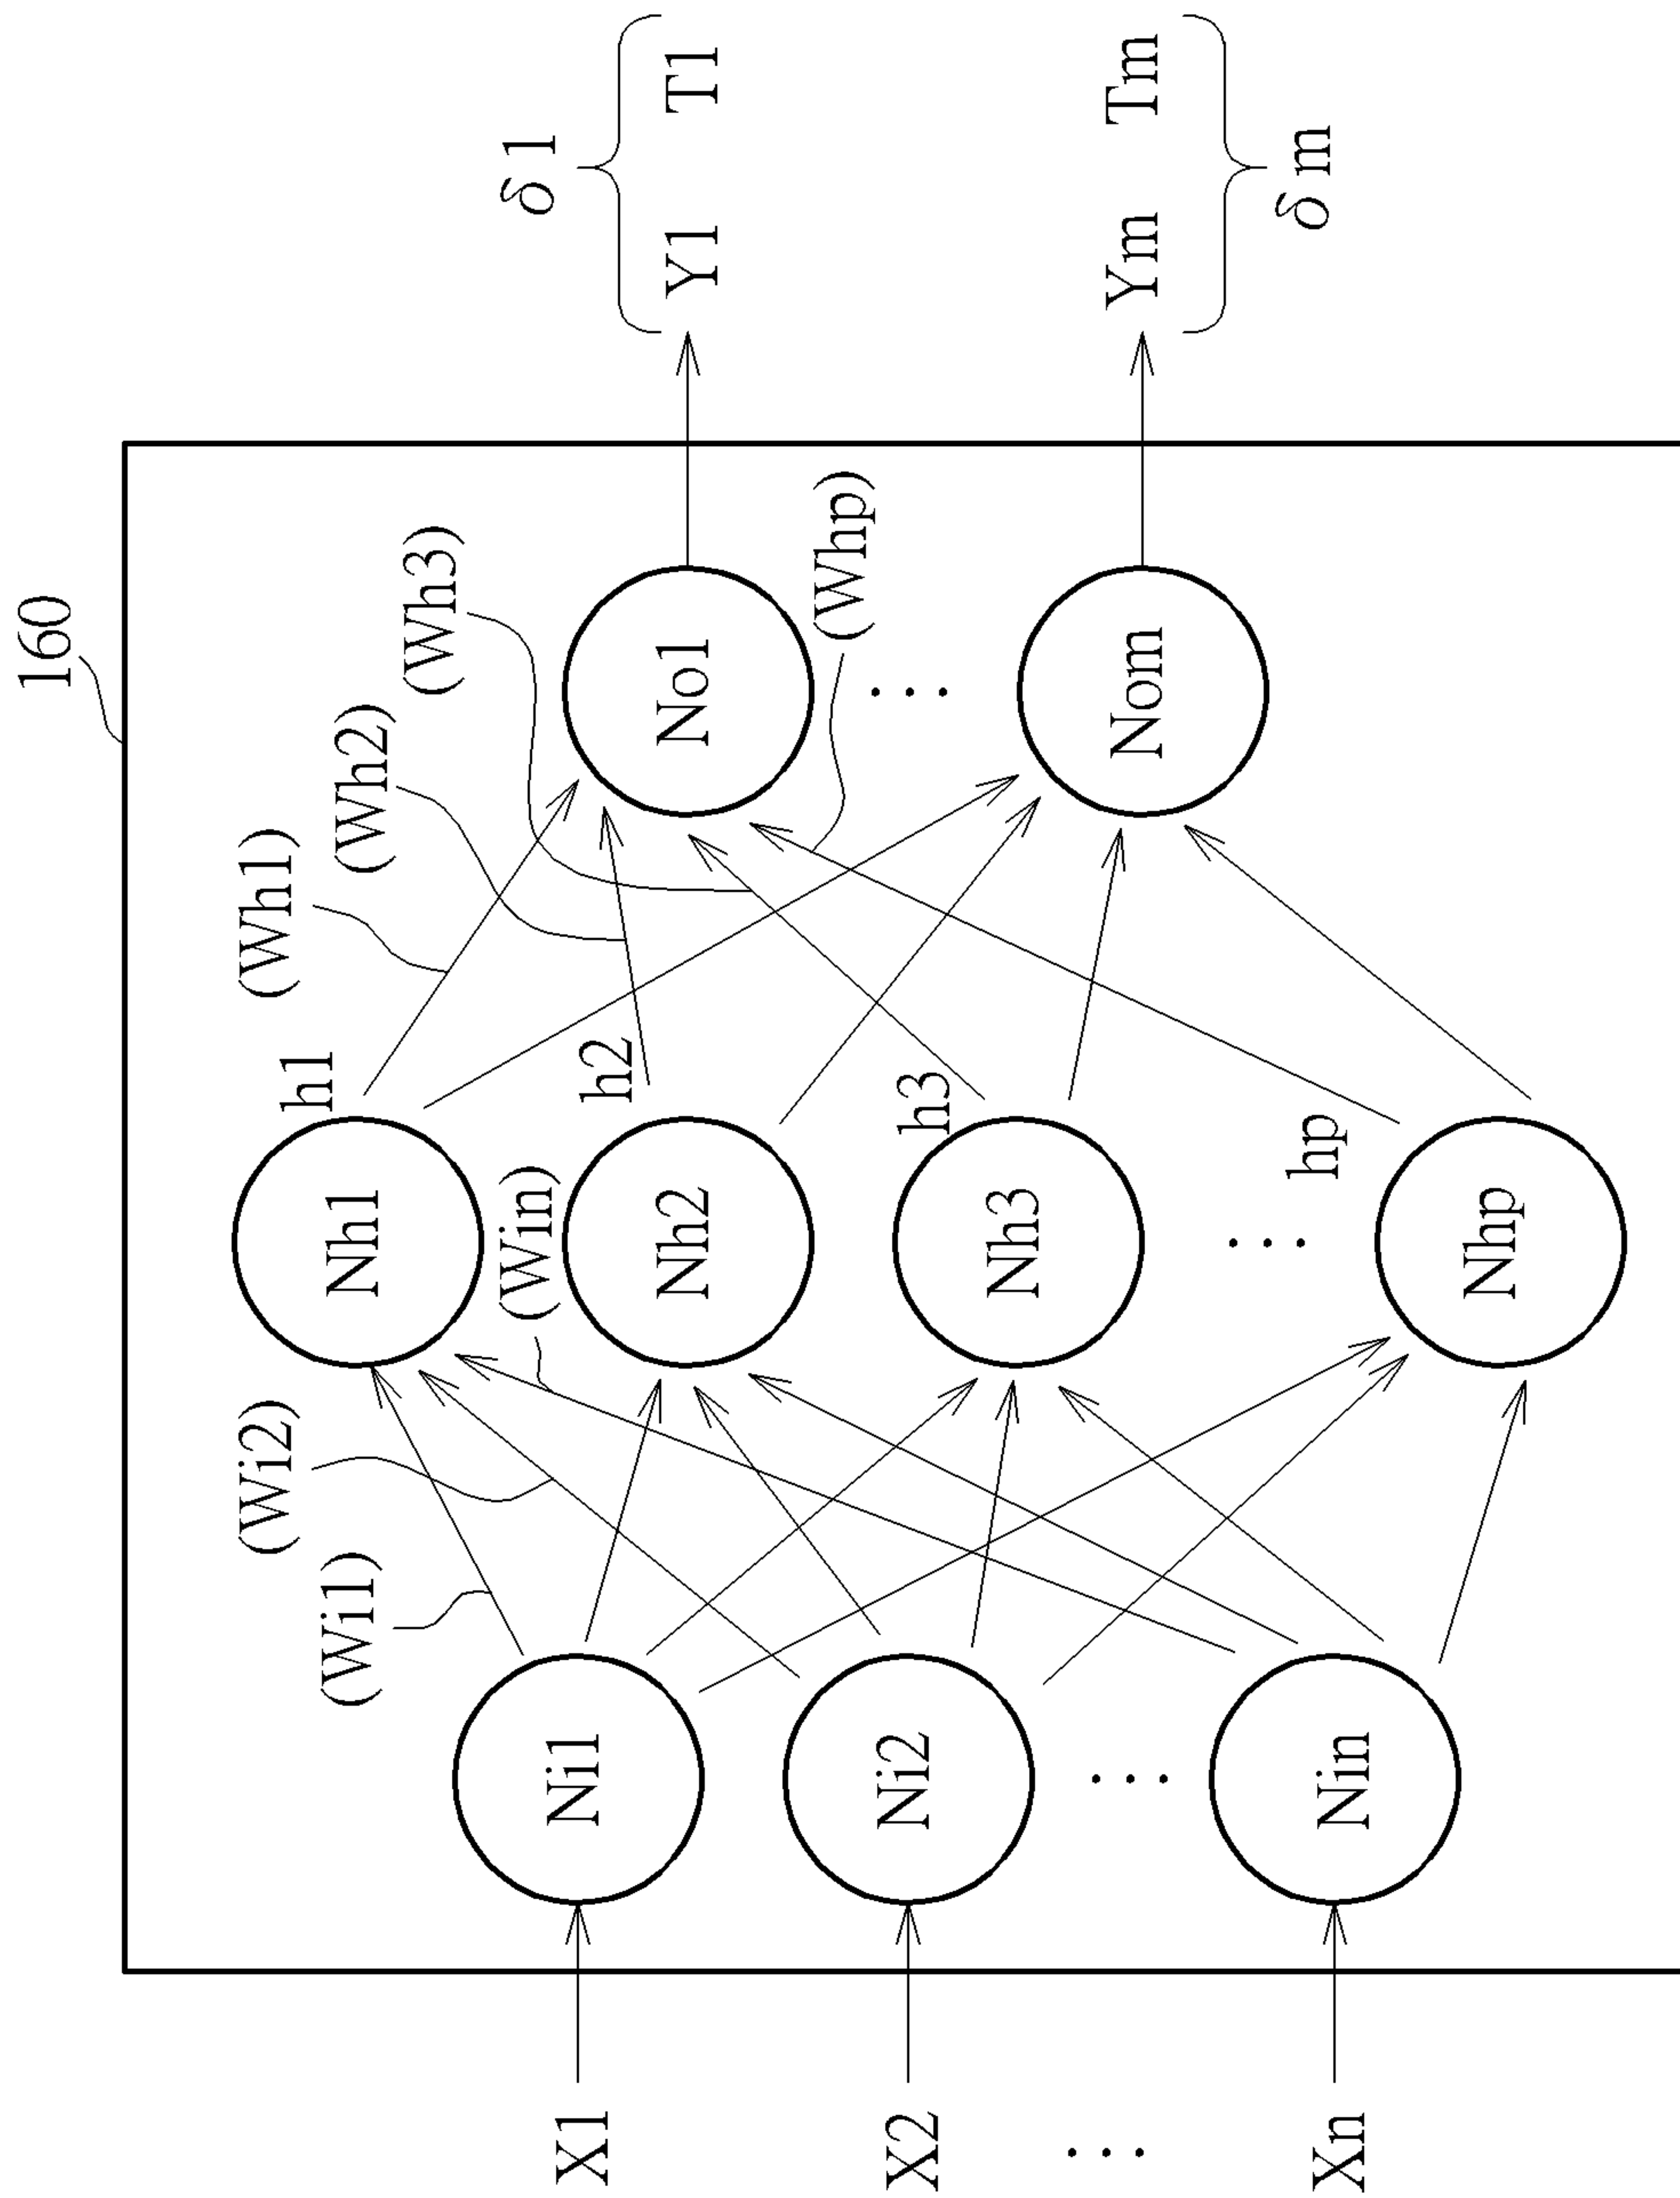 160
X1
X2
...
Xn
Ni1
Ni2
...
Nin
(Wi1)
(Wi2)
(Win)
Nh1
Nh2
Nh3
...
Nhp
h1
h2
h3
hp
(Wh1)
(Wh2)
(Wh3)
(Whp)
No1
...
Nom
δ1
Y1 T1
Ym Tm
δm